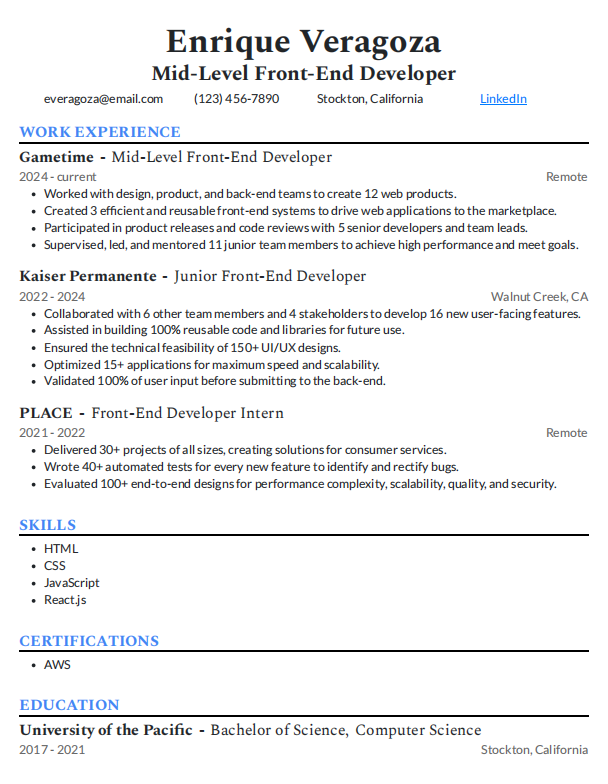 Enrique Veragoza
Mid-Level Front-End Developer
everagoza@email.com (123) 456-7890 Stockton, California LinkedIn
WORK EXPERIENCE
Gametime - Mid-Level Front-End Developer
2024 - current Remote
• Worked with design, product, and back-end teams to create 12 web products.
• Created 3 efficient and reusable front-end systems to drive web applications to the marketplace.
• Participated in product releases and code reviews with 5 senior developers and team leads.
• Supervised, led, and mentored 11 junior team members to achieve high performance and meet goals.
Kaiser Permanente - Junior Front-End Developer
2022 - 2024 Walnut Creek, CA
• Collaborated with 6 other team members and 4 stakeholders to develop 16 new user-facing features.
• Assisted in building 100% reusable code and libraries for future use.
• Ensured the technical feasibility of 150+ UI/UX designs.
• Optimized 15+ applications for maximum speed and scalability.
• Validated 100% of user input before submitting to the back-end.
PLACE - Front-End Developer Intern
2021 - 2022 Remote
• Delivered 30+ projects of all sizes, creating solutions for consumer services.
• Wrote 40+ automated tests for every new feature to identify and rectify bugs.
• Evaluated 100+ end-to-end designs for performance complexity, scalability, quality, and security.
SKILLS
• HTML
• CSS
• JavaScript
• React.js
CERTIFICATIONS
• AWS
EDUCATION
University of the Pacific - Bachelor of Science, Computer Science
2017 - 2021 Stockton, California